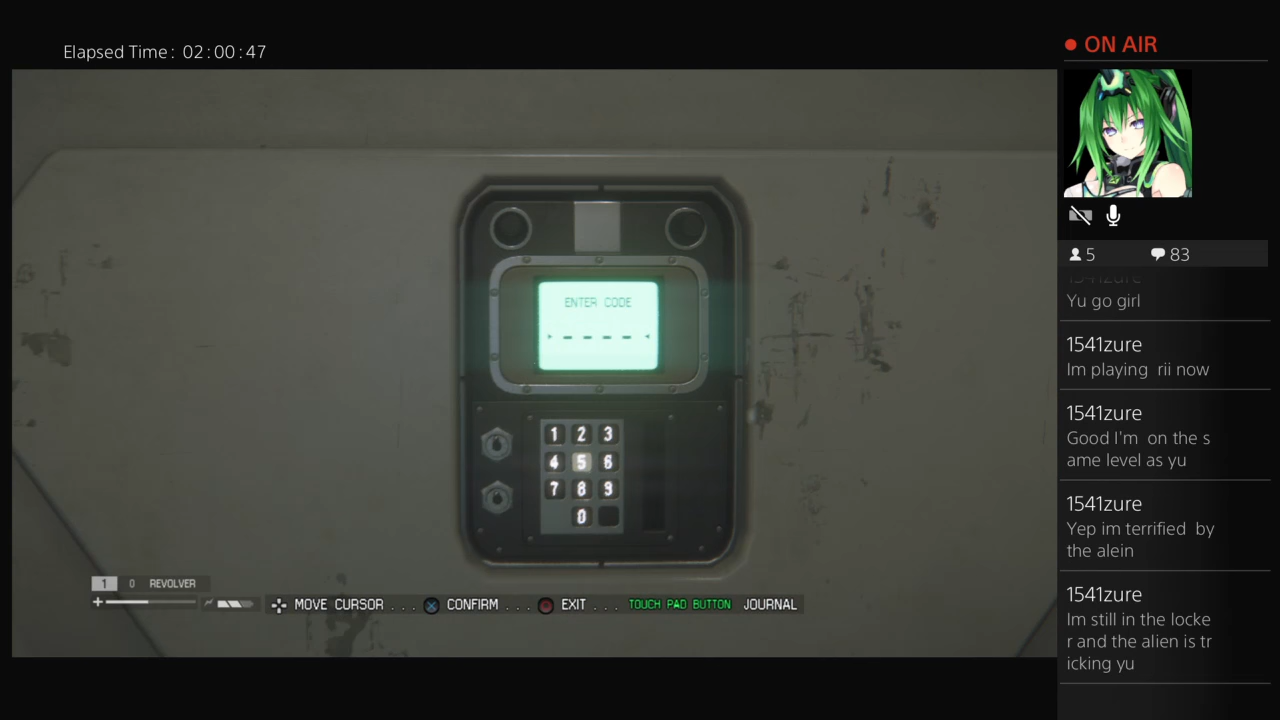 Elapsed Time: 02:00:47
ON AIR
5 83
Yu go girl
1541zure
Im playing rii now
1541zure
Good I'm on the s
ame level as yu
1541zure
Yep im terrified by
the alein
1541zure
Im still in the locke
r and the alien is tr
icking yu
ENTER CODE
1 2 3
4 5 6
7 8 9
0
1 0 REVOLVER
MOVE CURSOR . . . CONFIRM . . . EXIT . . . TOUCH PAD BUTTON JOURNAL